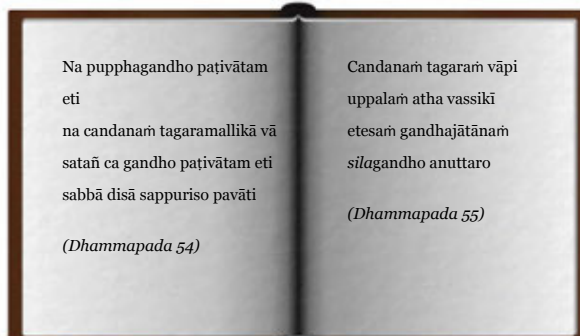 Na pupphagandho paṭivātam
eti
na candanaṁ tagaramallikā vā
satañ ca gandho paṭivātam eti
sabbā disā sappuriso pavāti
(Dhammapada 54)
Candanaṁ tagaraṁ vāpi
uppalaṁ atha vassikī
etesaṁ gandhajātānaṁ
silagandho anuttaro
(Dhammapada 55)